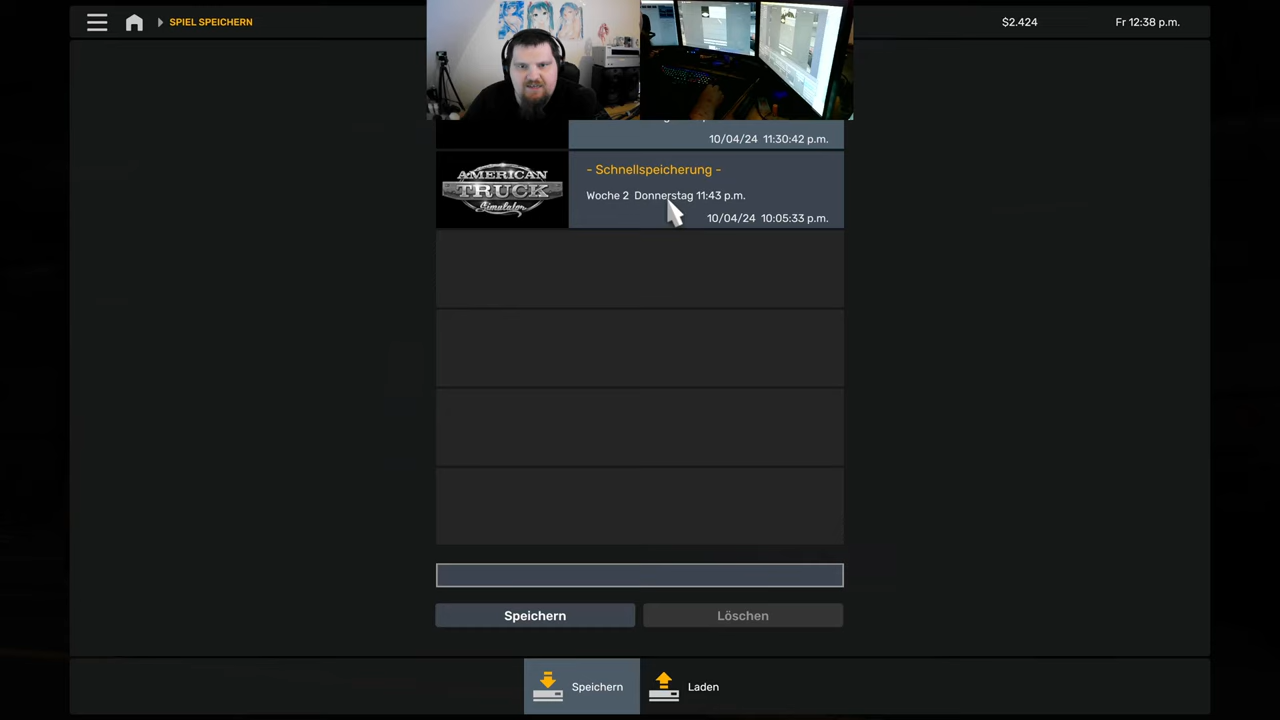 SPIEL SPEICHERN
$2.424
Fr 12:38 p.m.
10/04/24 11:30:42 p.m.
AMERICAN
TRUCK
Simulator
- Schnellspeicherung -
Woche 2 Donnerstag 11:43 p.m.
10/04/24 10:05:33 p.m.
Speichern
Löschen
Speichern
Laden